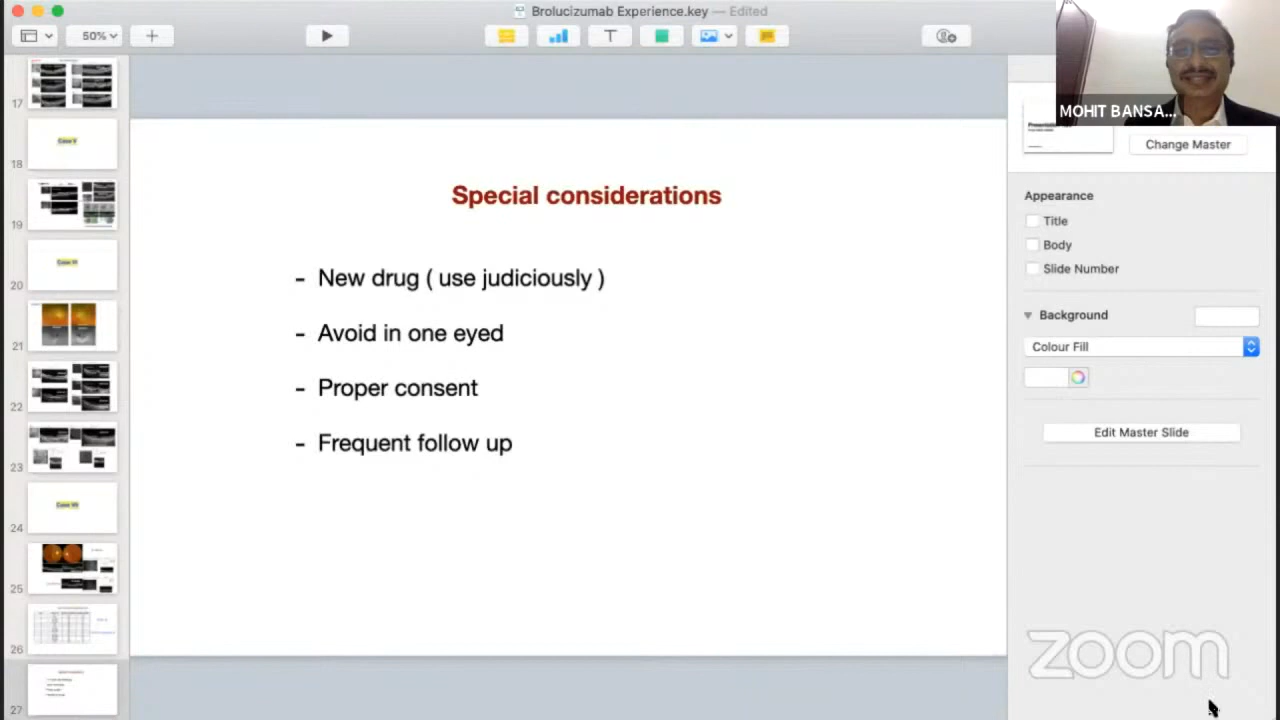 Brolucizumab Experience.key — Edited
50%
MOHIT BANSA...
Change Master
Special considerations
- New drug ( use judiciously )
- Avoid in one eyed
- Proper consent
- Frequent follow up
Appearance
Title
Body
Slide Number
Background
Colour Fill
Edit Master Slide
zoom
17
Case V
18
19
20
21
22
23
24
25
26
27